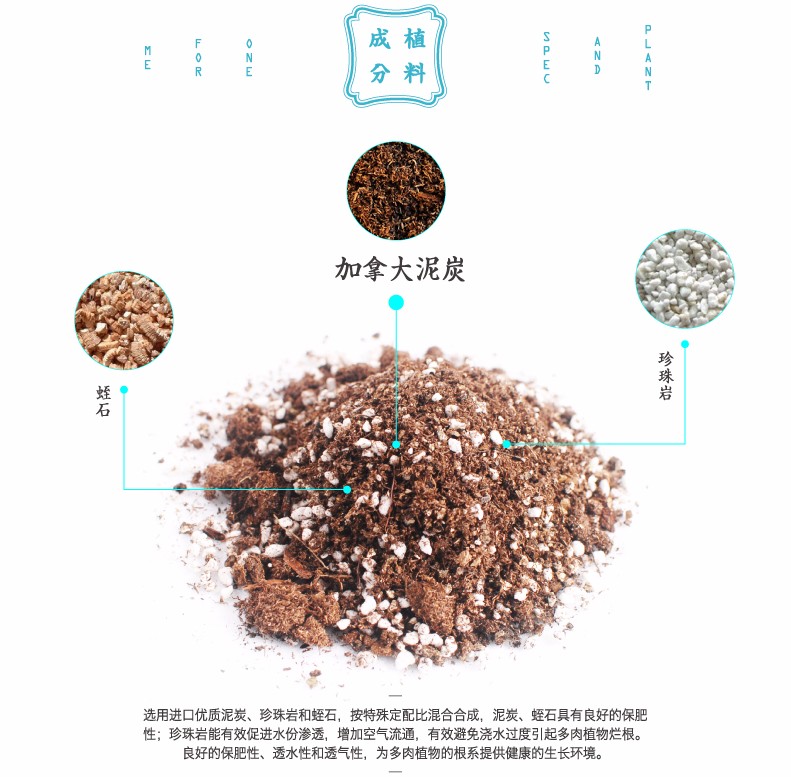 ME
FOR
ONE
成植
分料
SPEC
AND
PLANT
加拿大泥炭
珍珠岩
蛭石
选用进口优质泥炭、珍珠岩和蛭石，按特殊定配比混合合成，泥炭、蛭石具有良好的保肥
性；珍珠岩能有效促进水份渗透，增加空气流通，有效避免浇水过度引起多肉植物烂根。
良好的保肥性、透水性和透气性，为多肉植物的根系提供健康的生长环境。